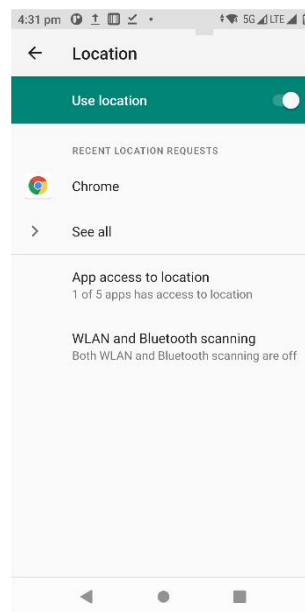 4:31 pm 5G LTE
Location
Use location
RECENT LOCATION REQUESTS
Chrome
See all
App access to location
1 of 5 apps has access to location
WLAN and Bluetooth scanning
Both WLAN and Bluetooth scanning are off